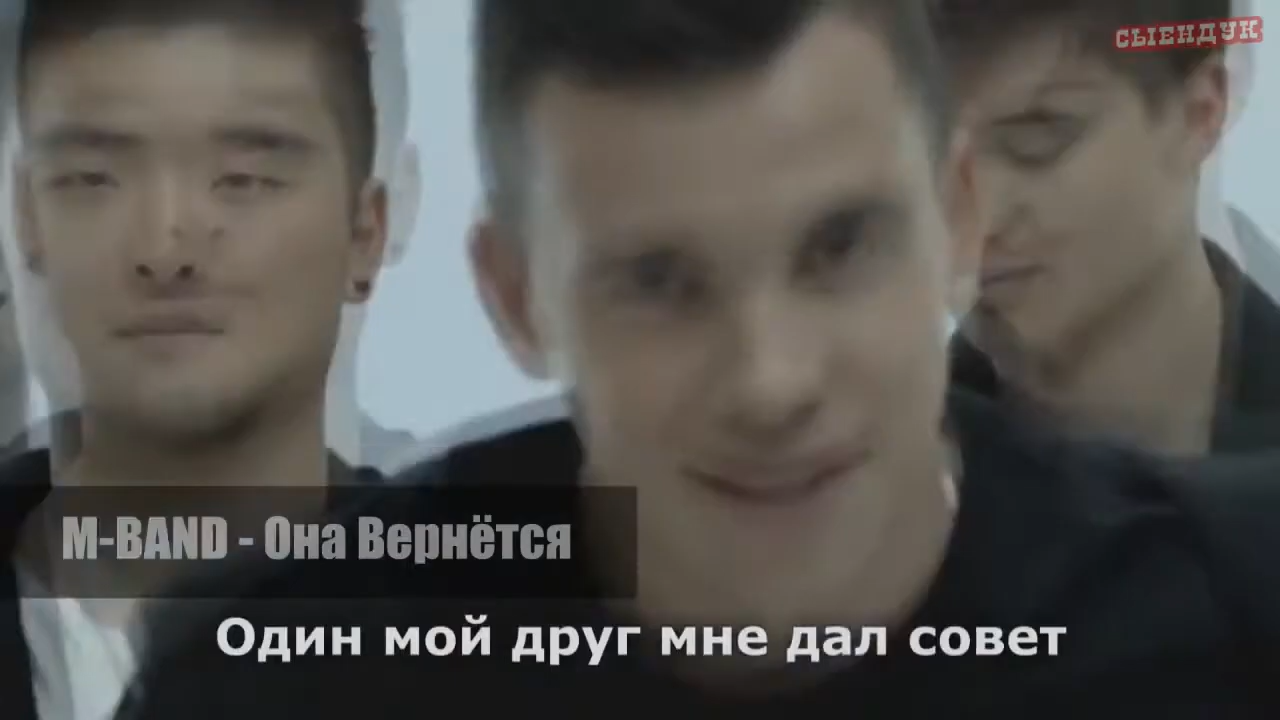 СЫЕНДУК
M-BAND - Она Вернётся
Один мой друг мне дал совет